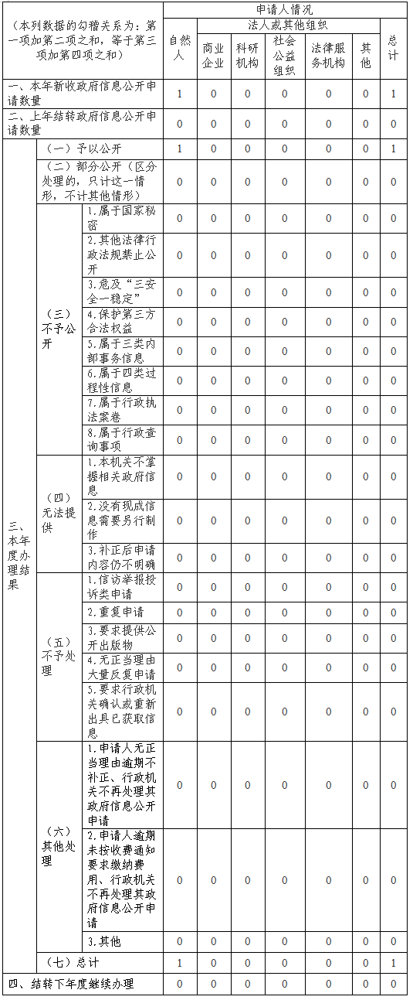 （本列数据的勾稽关系为：第
一项加第二项之和，等于第三
项加第四项之和）
申请人情况
自然
人
法人或其他组织
总
计
商业
企业
科研
机构
社会
公益
组织
法律服
务机构
其
他
一、本年新收政府信息公开申
请数量
1 0 0 0 0 0 1
二、上年结转政府信息公开申
请数量
0 0 0 0 0 0 0
三、
本年
度办
理结
果
（一）予以公开
1 0 0 0 0 0 1
（二）部分公开（区分
处理的，只计这一情
形，不计其他情形）
0 0 0 0 0 0 0
（三）
不予公
开
1.属于国家秘
密
0 0 0 0 0 0 0
2.其他法律行
政法规禁止公
开
0 0 0 0 0 0 0
3.危及“三安
全一稳定”
0 0 0 0 0 0 0
4.保护第三方
合法权益
0 0 0 0 0 0 0
5.属于三类内
部事务信息
0 0 0 0 0 0 0
6.属于四类过
程性信息
0 0 0 0 0 0 0
7.属于行政执
法案卷
0 0 0 0 0 0 0
8.属于行政查
询事项
0 0 0 0 0 0 0
（四）
无法提
供
1.本机关不掌
握相关政府信
息
0 0 0 0 0 0 0
2.没有现成信
息需要另行制
作
0 0 0 0 0 0 0
3.补正后申请
内容仍不明确
0 0 0 0 0 0 0
（五）
不予处
理
1.信访举报投
诉类申请
0 0 0 0 0 0 0
2.重复申请
0 0 0 0 0 0 0
3.要求提供公
开出版物
0 0 0 0 0 0 0
4.无正当理由
大量反复申请
0 0 0 0 0 0 0
5.要求行政机
关确认或重新
出具已获取信
息
0 0 0 0 0 0 0
（六）
其他处
理
1.申请人无正
当理由逾期不
补正、行政机
关不再处理其
政府信息公开
申请
0 0 0 0 0 0 0
2.申请人逾期
未按收费通知
要求缴纳费
用、行政机关
不再处理其政
府信息公开申
请
0 0 0 0 0 0 0
3.其他
0 0 0 0 0 0 0
（七）总计
1 0 0 0 0 0 1
四、结转下年度继续办理
0 0 0 0 0 0 0